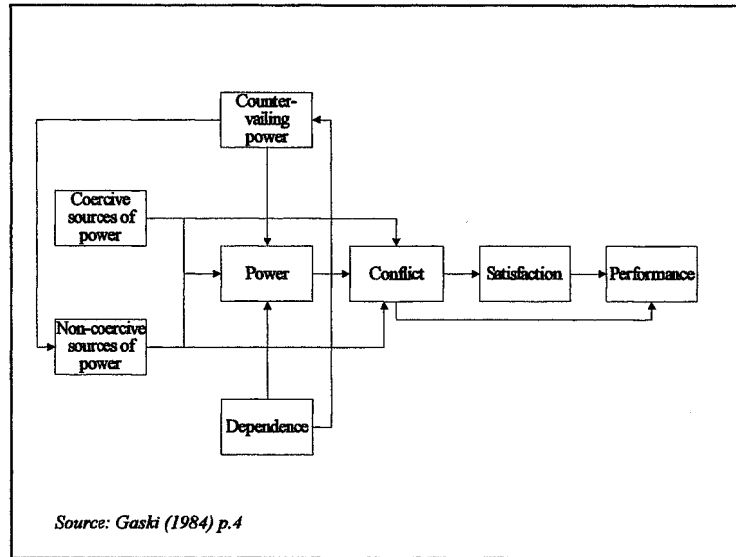 Counter-
vailing
power
Coercive
sources of
power
Power
Conflict
Satisfaction
Performance
Non-coercive
sources of
power
Dependence
Source: Gaski (1984) p.4